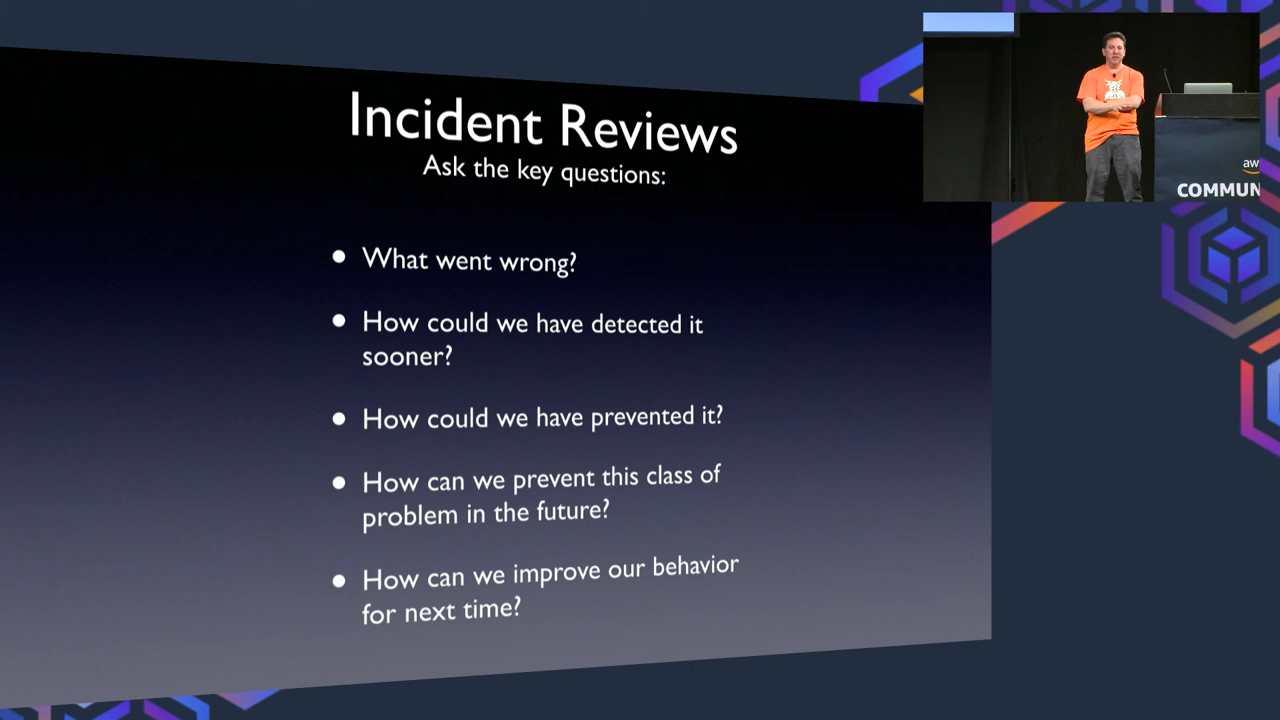 Incident Reviews
Ask the key questions:
• What went wrong?
• How could we have detected it
sooner?
• How could we have prevented it?
• How can we prevent this class of
problem in the future?
• How can we improve our behavior
for next time?
aw
COMMUN